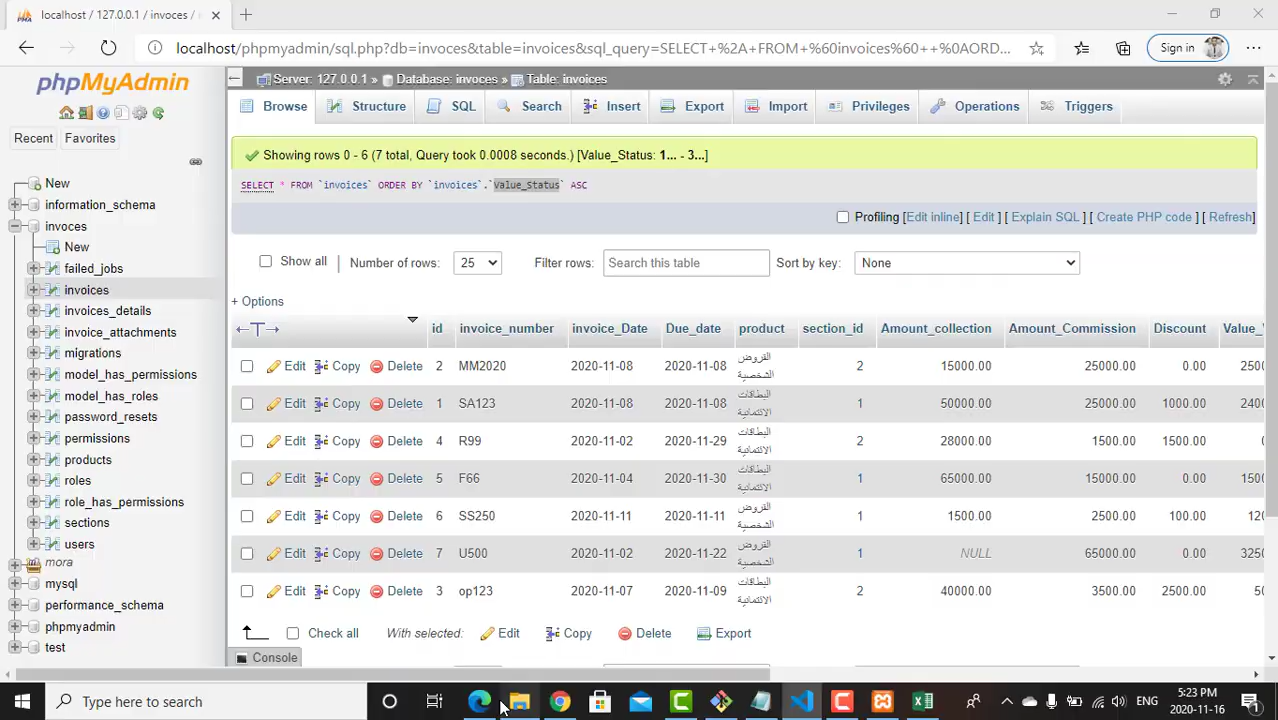 localhost / 127.0.0.1 / invoces /
localhost/phpmyadmin/sql.php?db=invoces&table=invoices&sql_query=SELECT+%2A+FROM+%60invoices%60++%0AORD...
Sign in
phpMyAdmin
Recent
Favorites
New
information_schema
invoces
New
failed_jobs
invoices
invoices_details
invoice_attachments
migrations
model_has_permissions
model_has_roles
password_resets
permissions
products
roles
role_has_permissions
sections
users
mora
mysql
performance_schema
phpmyadmin
test
Server: 127.0.0.1 » Database: invoces » Table: invoices
Browse Structure SQL Search Insert Export Import Privileges Operations Triggers
Showing rows 0 - 6 (7 total, Query took 0.0008 seconds.) [Value_Status: 1... - 3...]
SELECT * FROM `invoices` ORDER BY `invoices`.`Value_Status` ASC
Profiling [Edit inline] [ Edit ] [ Explain SQL ] [ Create PHP code ] [ Refresh]
Show all Number of rows: 25 Filter rows: Search this table Sort by key: None
+ Options
id invoice_number invoice_Date Due_date product section_id Amount_collection Amount_Commission Discount Value_
Edit Copy Delete 2 MM2020 2020-11-08 2020-11-08 القروض الشخصية 2 15000.00 25000.00 0.00 2500
Edit Copy Delete 1 SA123 2020-11-08 2020-11-08 البطاقات الائتمانية 1 50000.00 25000.00 1000.00 2400
Edit Copy Delete 4 R99 2020-11-02 2020-11-29 البطاقات الائتمانية 2 28000.00 1500.00 1500.00
Edit Copy Delete 5 F66 2020-11-04 2020-11-30 البطاقات الائتمانية 1 65000.00 15000.00 0.00 1500
Edit Copy Delete 6 SS250 2020-11-11 2020-11-11 القروض الشخصية 1 1500.00 2500.00 100.00 120
Edit Copy Delete 7 U500 2020-11-02 2020-11-22 القروض الشخصية 1 NULL 65000.00 0.00 3250
Edit Copy Delete 3 op123 2020-11-07 2020-11-09 البطاقات الائتمانية 2 40000.00 3500.00 2500.00 50
Check all With selected: Edit Copy Delete Export
Console
Type here to search
ENG
5:23 PM
2020-11-16